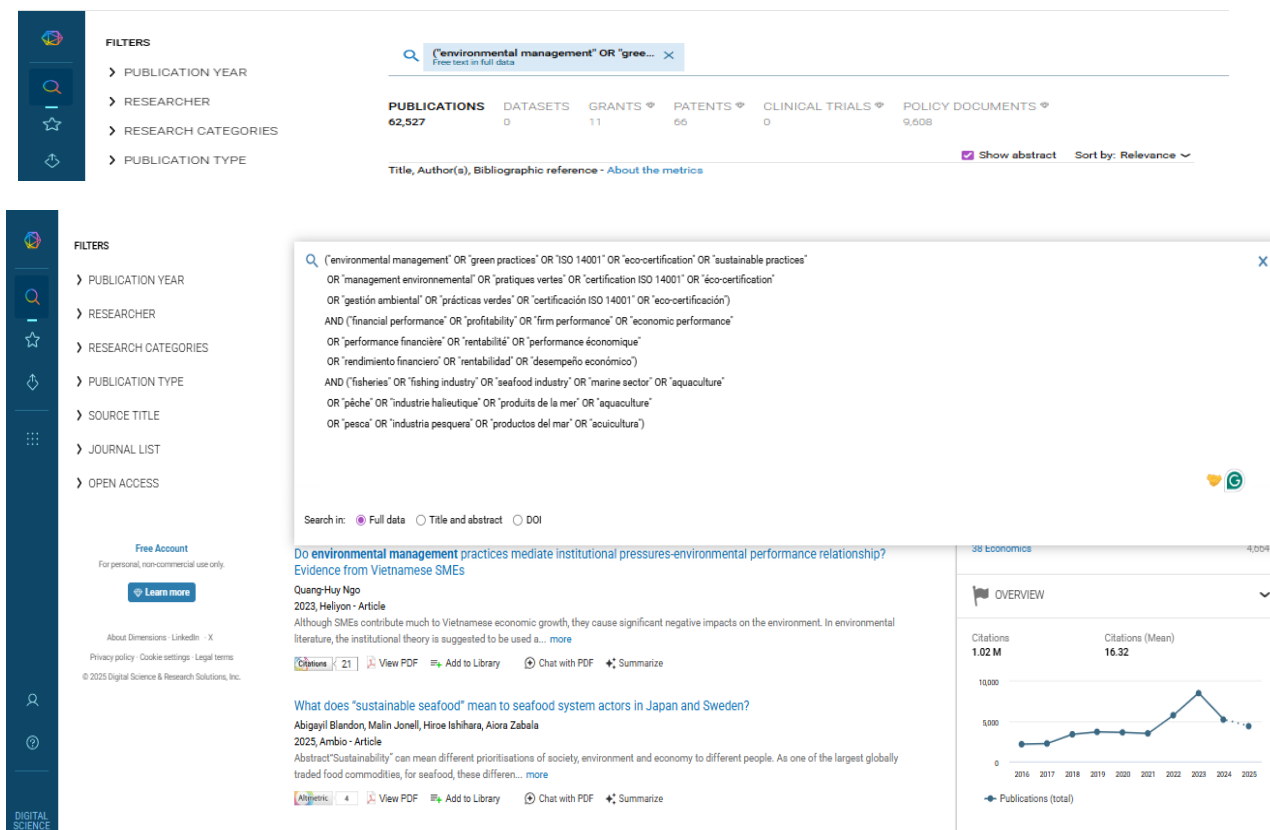 FILTERS
PUBLICATION YEAR
RESEARCHER
RESEARCH CATEGORIES
PUBLICATION TYPE
("environmental management" OR "gree...
Free text in full data
PUBLICATIONS DATASETS GRANTS PATENTS CLINICAL TRIALS POLICY DOCUMENTS
62,527 0 11 66 0 9,608
Show abstract Sort by: Relevance
Title, Author(s), Bibliographic reference - About the metrics
FILTERS
PUBLICATION YEAR
RESEARCHER
RESEARCH CATEGORIES
PUBLICATION TYPE
SOURCE TITLE
JOURNAL LIST
OPEN ACCESS
Free Account
For personal, non-commercial use only.
Learn more
About Dimensions · LinkedIn · X
Privacy policy · Cookie settings · Legal terms
© 2025 Digital Science & Research Solutions, Inc.
DIGITAL
SCIENCE
("environmental management" OR "green practices" OR "ISO 14001" OR "eco-certification" OR "sustainable practices"
OR "management environnemental" OR "pratiques vertes" OR "certification ISO 14001" OR "éco-certification"
OR "gestión ambiental" OR "prácticas verdes" OR "certificación ISO 14001" OR "eco-certificación")
AND ("financial performance" OR "profitability" OR "firm performance" OR "economic performance"
OR "performance financière" OR "rentabilité" OR "performance économique"
OR "rendimiento financiero" OR "rentabilidad" OR "desempeño económico")
AND ("fisheries" OR "fishing industry" OR "seafood industry" OR "marine sector" OR "aquaculture"
OR "pêche" OR "industrie halieutique" OR "produits de la mer" OR "aquaculture"
OR "pesca" OR "industria pesquera" OR "productos del mar" OR "acuicultura")
Search in: Full data Title and abstract DOI
Do environmental management practices mediate institutional pressures-environmental performance relationship?
Evidence from Vietnamese SMEs
Quang-Huy Ngo
2023, Heliyon - Article
Although SMEs contribute much to Vietnamese economic growth, they cause significant negative impacts on the environment. In environmental
literature, the institutional theory is suggested to be used a... more
Citations 21 View PDF Add to Library Chat with PDF Summarize
What does "sustainable seafood" mean to seafood system actors in Japan and Sweden?
Abigayil Blandon, Malin Jonell, Hiroe Ishihara, Aiora Zabala
2025, Ambio - Article
Abstract"Sustainability" can mean different prioritisations of society, environment and economy to different people. As one of the largest globally
traded food commodities, for seafood, these differen... more
Altmetric 4 View PDF Add to Library Chat with PDF Summarize
38 Economics 4,664
OVERVIEW
Citations Citations (Mean)
1.02 M 16.32
10,000
5,000
0
2016 2017 2018 2019 2020 2021 2022 2023 2024 2025
Publications (total)